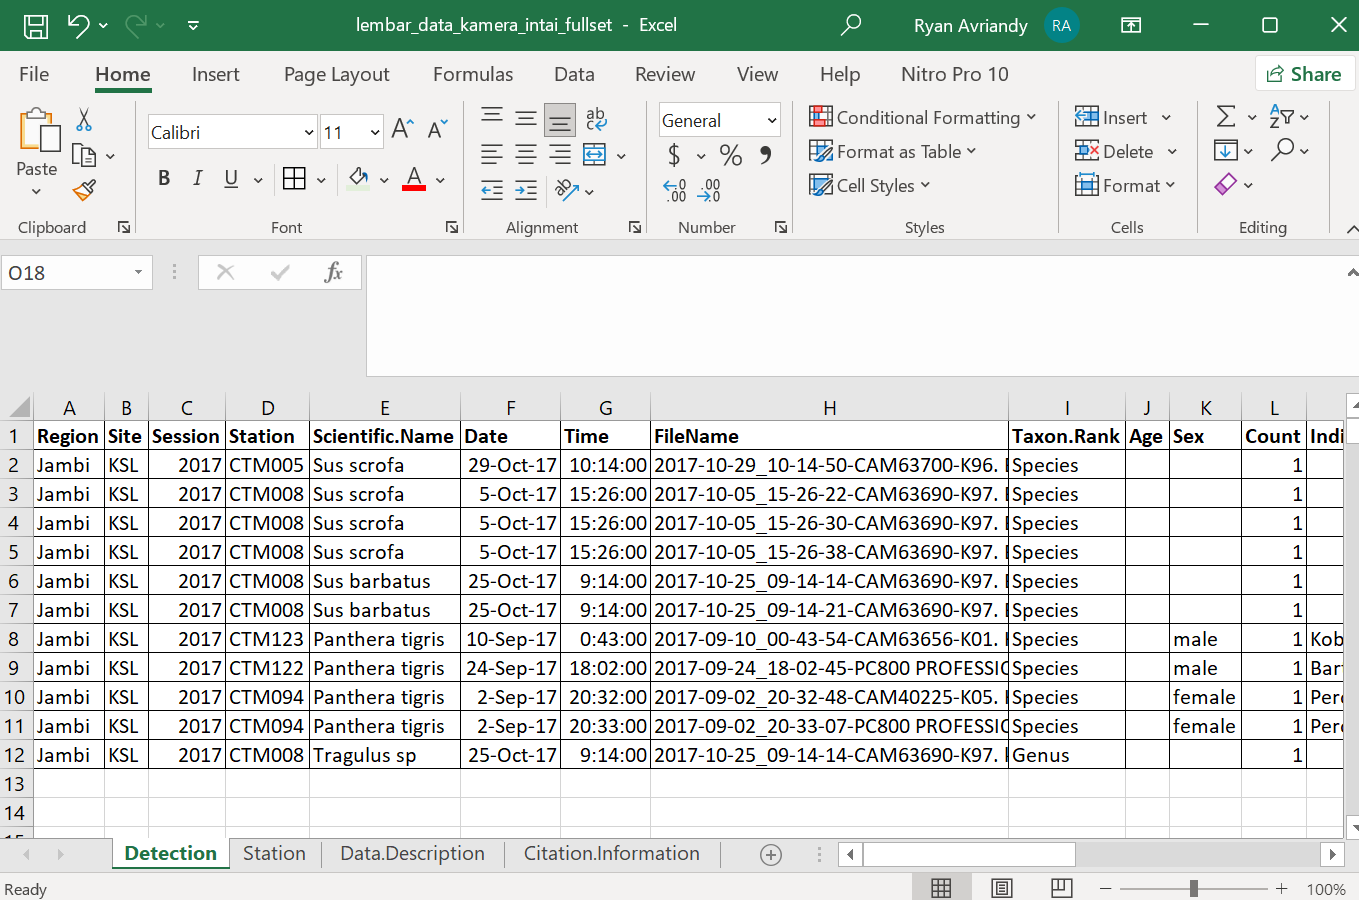 lembar_data_kamera_intai_fullset - Excel Ryan Avriandy RA
File Home Insert Page Layout Formulas Data Review View Help Nitro Pro 10 Share
Paste
Calibri 11
B I U A
ab
General
$ % 9
Conditional Formatting
Format as Table
Cell Styles
Insert
Delete
Format
Clipboard Font Alignment Number Styles Cells Editing
O18 fx
A B C D E F G H I J K L
1 Region Site Session Station Scientific.Name Date Time FileName Taxon.Rank Age Sex Count Indi
2 Jambi KSL 2017 CTM005 Sus scrofa 29-Oct-17 10:14:00 2017-10-29_10-14-50-CAM63700-K96. Species 1
3 Jambi KSL 2017 CTM008 Sus scrofa 5-Oct-17 15:26:00 2017-10-05_15-26-22-CAM63690-K97. Species 1
4 Jambi KSL 2017 CTM008 Sus scrofa 5-Oct-17 15:26:00 2017-10-05_15-26-30-CAM63690-K97. Species 1
5 Jambi KSL 2017 CTM008 Sus scrofa 5-Oct-17 15:26:00 2017-10-05_15-26-38-CAM63690-K97. Species 1
6 Jambi KSL 2017 CTM008 Sus barbatus 25-Oct-17 9:14:00 2017-10-25_09-14-14-CAM63690-K97. Species 1
7 Jambi KSL 2017 CTM008 Sus barbatus 25-Oct-17 9:14:00 2017-10-25_09-14-21-CAM63690-K97. Species 1
8 Jambi KSL 2017 CTM123 Panthera tigris 10-Sep-17 0:43:00 2017-09-10_00-43-54-CAM63656-K01. Species male 1 Kob
9 Jambi KSL 2017 CTM122 Panthera tigris 24-Sep-17 18:02:00 2017-09-24_18-02-45-PC800 PROFESSIO Species male 1 Bar
10 Jambi KSL 2017 CTM094 Panthera tigris 2-Sep-17 20:32:00 2017-09-02_20-32-48-CAM40225-K05. Species female 1 Per
11 Jambi KSL 2017 CTM094 Panthera tigris 2-Sep-17 20:33:00 2017-09-02_20-33-07-PC800 PROFESSIO Species female 1 Per
12 Jambi KSL 2017 CTM008 Tragulus sp 25-Oct-17 9:14:00 2017-10-25_09-14-14-CAM63690-K97. Genus 1
13
14
Detection Station Data.Description Citation.Information
Ready 100%